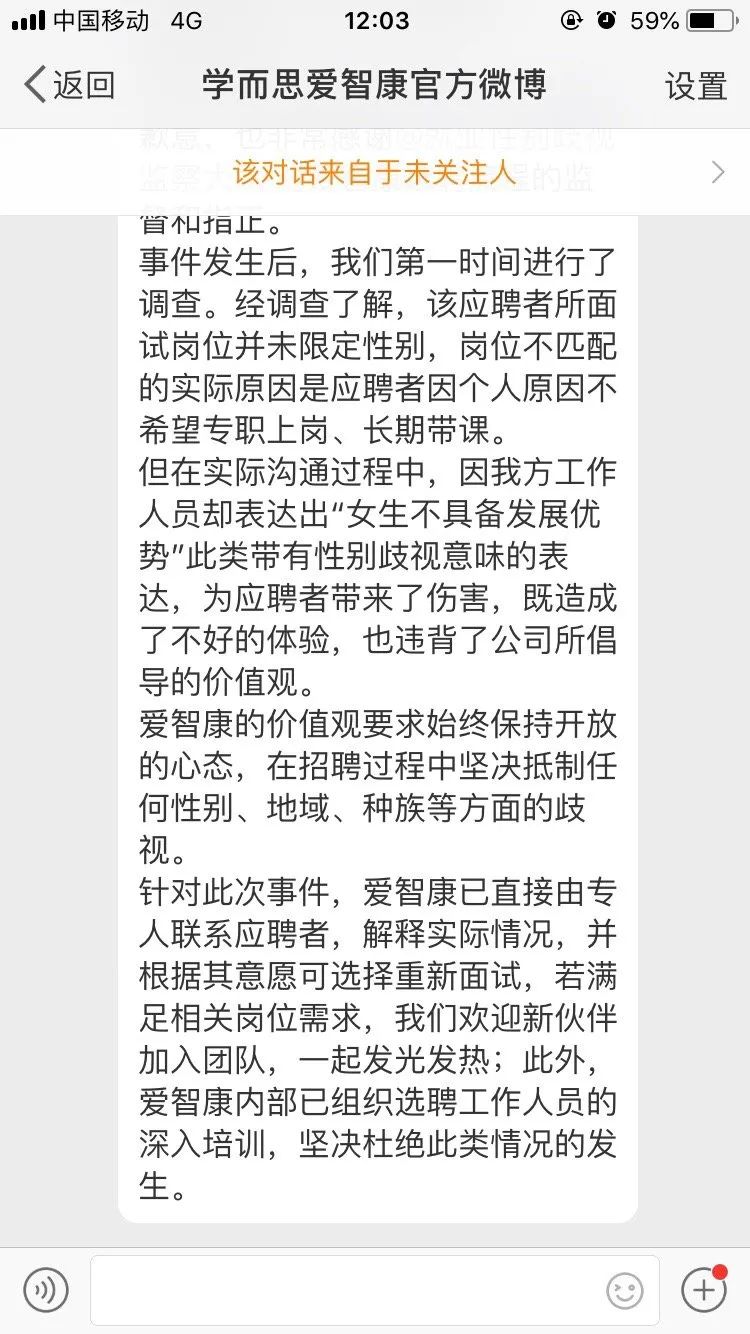 中国移动 4G 12:03 59%
返回 学而思爱智康官方微博 设置
该对话来自于未关注人
督和指正。
事件发生后，我们第一时间进行了
调查。经调查了解，该应聘者所面
试岗位并未限定性别，岗位不匹配
的实际原因是应聘者因个人原因不
希望专职上岗、长期带课。
但在实际沟通过程中，因我方工作
人员却表达出“女生不具备发展优
势”此类带有性别歧视意味的表
达，为应聘者带来了伤害，既造成
了不好的体验，也违背了公司所倡
导的价值观。
爱智康的价值观要求始终保持开放
的心态，在招聘过程中坚决抵制任
何性别、地域、种族等方面的歧
视。
针对此次事件，爱智康已直接由专
人联系应聘者，解释实际情况，并
根据其意愿可选择重新面试，若满
足相关岗位需求，我们欢迎新伙伴
加入团队，一起发光发热；此外，
爱智康内部已组织选聘工作人员的
深入培训，坚决杜绝此类情况的发
生。